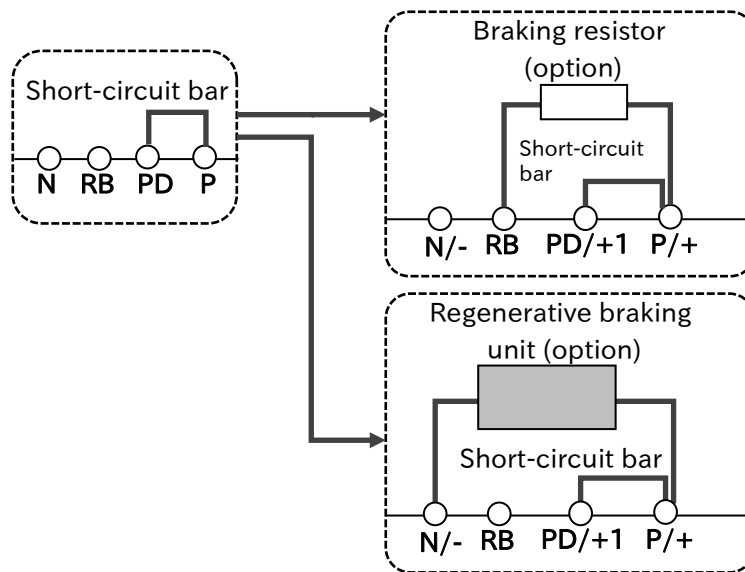 Short-circuit bar
N RB PD P
Braking resistor
(option)
Short-circuit
bar
N/- RB PD/+1 P/+
Regenerative braking
unit (option)
Short-circuit bar
N/- RB PD/+1 P/+